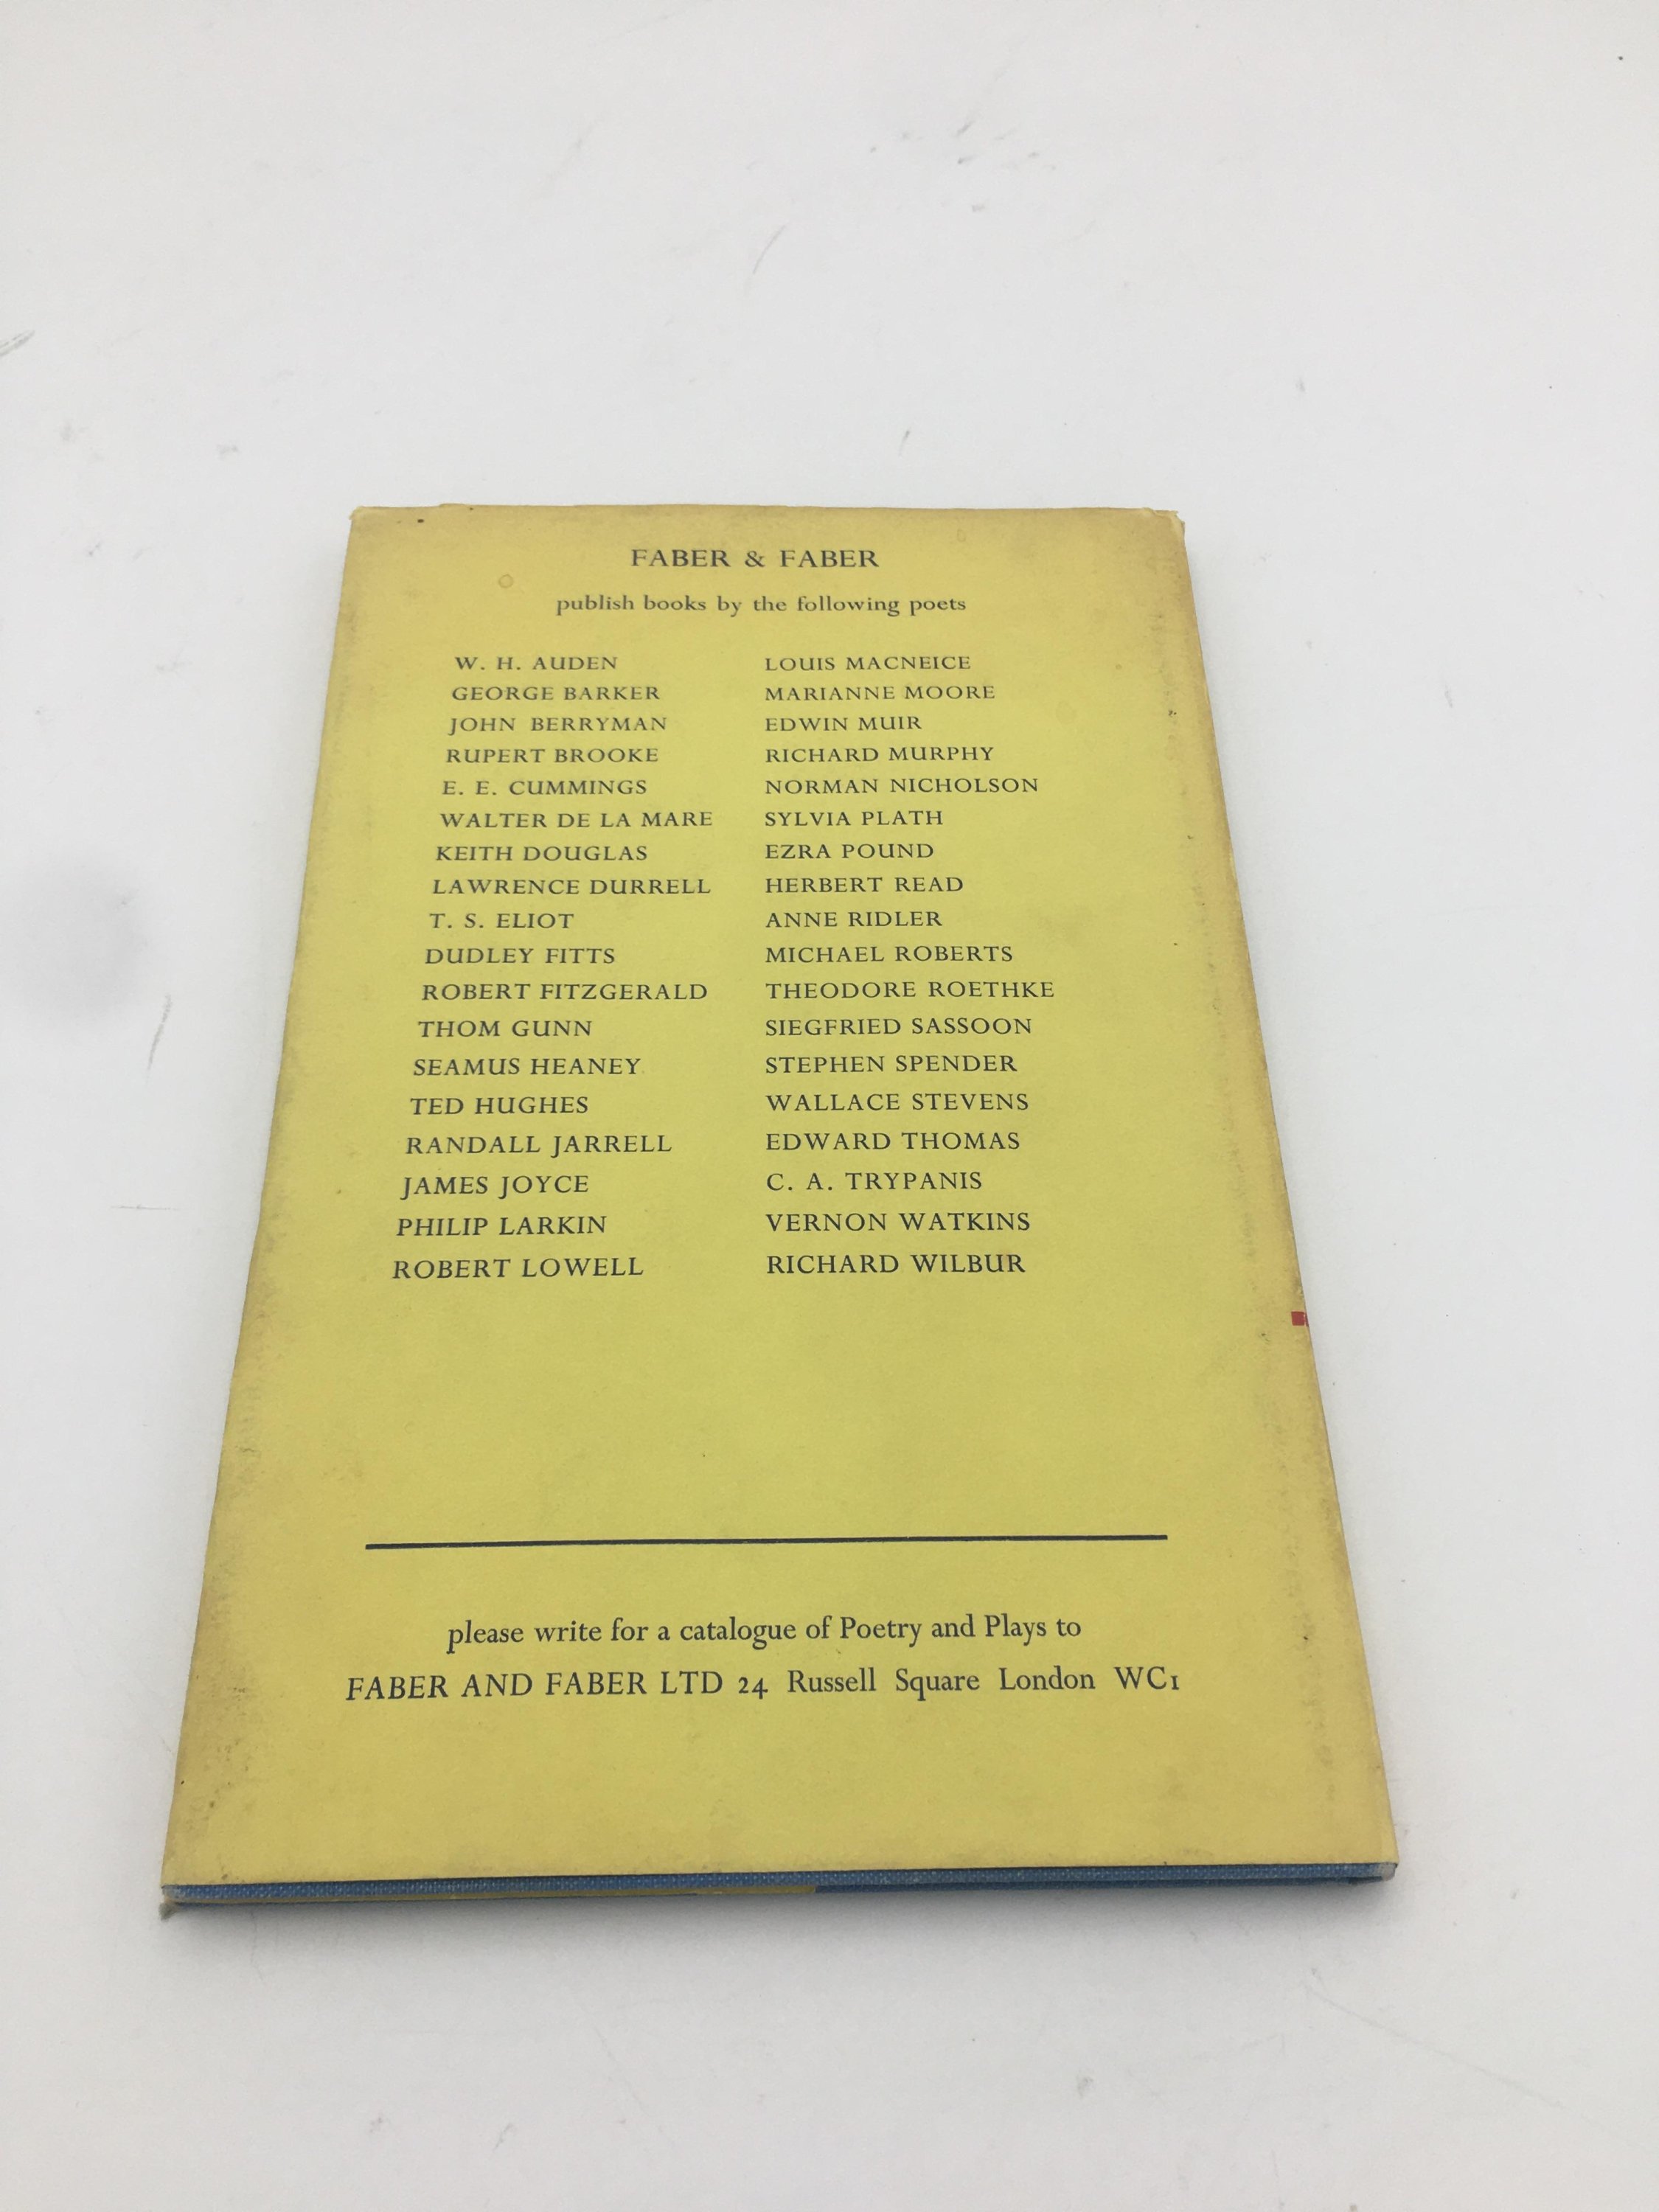 FABER & FABER
publish books by the following poets
W. H. AUDEN
GEORGE BARKER
JOHN BERRYMAN
RUPERT BROOKE
E. E. CUMMINGS
WALTER DE LA MARE
KEITH DOUGLAS
LAWRENCE DURRELL
T. S. ELIOT
DUDLEY FITTS
ROBERT FITZGERALD
THOM GUNN
SEAMUS HEANEY
TED HUGHES
RANDALL JARRELL
JAMES JOYCE
PHILIP LARKIN
ROBERT LOWELL
LOUIS MACNEICE
MARIANNE MOORE
EDWIN MUIR
RICHARD MURPHY
NORMAN NICHOLSON
SYLVIA PLATH
EZRA POUND
HERBERT READ
ANNE RIDLER
MICHAEL ROBERTS
THEODORE ROETHKE
SIEGFRIED SASSOON
STEPHEN SPENDER
WALLACE STEVENS
EDWARD THOMAS
C. A. TRYPANIS
VERNON WATKINS
RICHARD WILBUR
please write for a catalogue of Poetry and Plays to
FABER AND FABER LTD 24 Russell Square London WC1